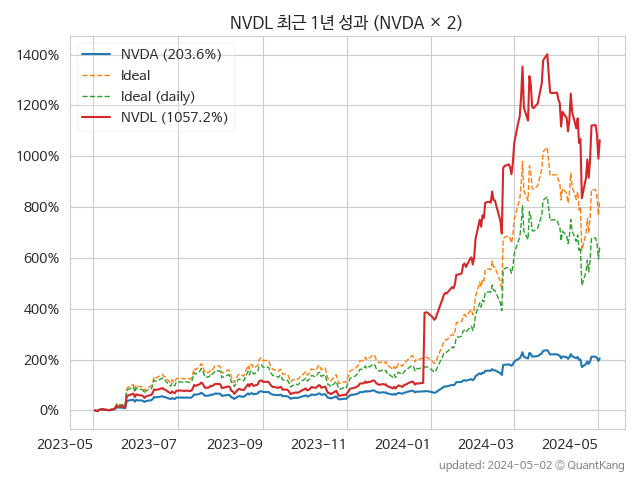 NVDL 최근 1년 성과 (NVDA × 2)
NVDA (203.6%)
Ideal
Ideal (daily)
NVDL (1057.2%)
1400%
1200%
1000%
800%
600%
400%
200%
0%
2023-05 2023-07 2023-09 2023-11 2024-01 2024-03 2024-05
updated: 2024-05-02 © QuantKang